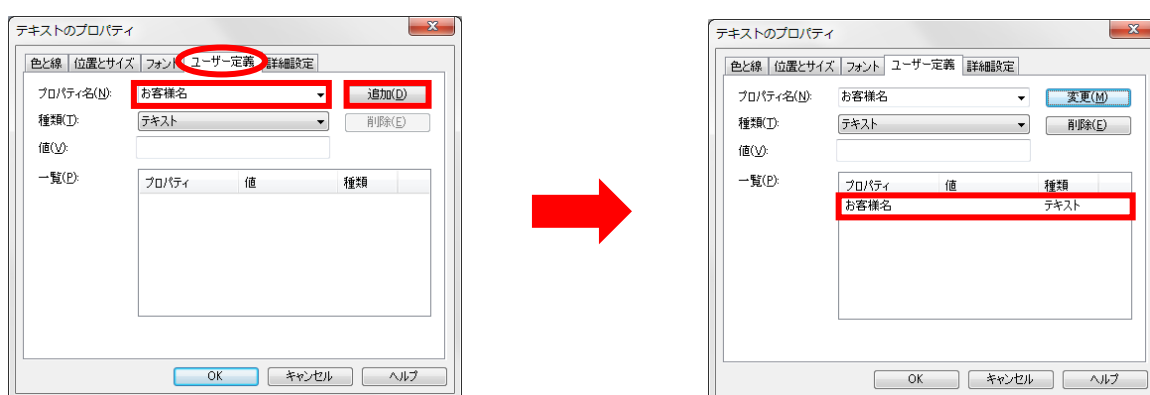 テキストのプロパティ
色と線 位置とサイズ フォント ユーザー定義 詳細設定
プロパティ名(N): お客様名 追加(D)
種類(T): テキスト 削除(E)
値(V):
一覧(P): プロパティ 値 種類
OK キャンセル ヘルプ
テキストのプロパティ
色と線 位置とサイズ フォント ユーザー定義 詳細設定
プロパティ名(N): お客様名 変更(M)
種類(T): テキスト 削除(E)
値(V):
一覧(P): プロパティ 値 種類
お客様名 テキスト
OK キャンセル ヘルプ